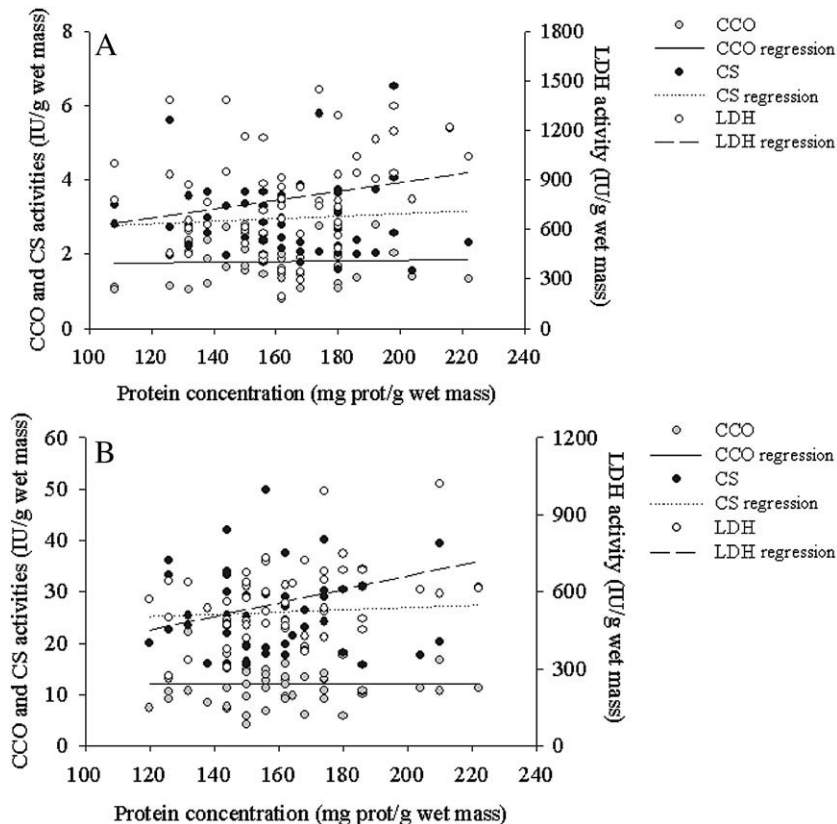 A
CCO and CS activities (IU/g wet mass)
8
6
4
2
0
1800
1500
1200
900
600
300
0
LDH activity (IU/g wet mass)
100 120 140 160 180 200 220 240
Protein concentration (mg prot/g wet mass)
CCO
CCO regression
CS
CS regression
LDH
LDH regression
B
CCO and CS activities (IU/g wet mass)
60
50
40
30
20
10
0
1200
900
600
300
0
LDH activity (IU/g wet mass)
100 120 140 160 180 200 220 240
Protein concentration (mg prot/g wet mass)
CCO
CCO regression
CS
CS regression
LDH
LDH regression